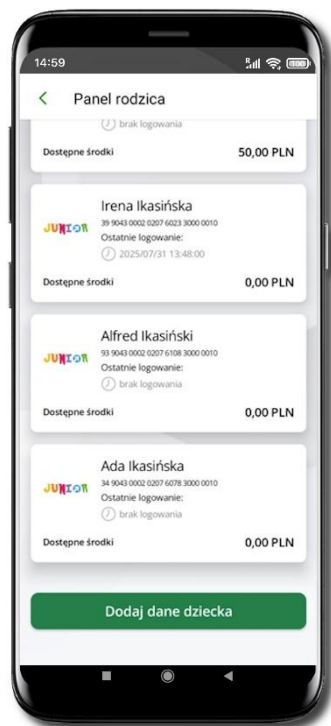 14:59
R
100
Panel rodzica
brak logowania
Dostępne środki 50,00 PLN
Irena Ikasińska
JUNIOR
39 9043 0002 0207 6023 3000 0010
Ostatnie logowanie:
2025/07/31 13:48:00
Dostępne środki 0,00 PLN
Alfred Ikasiński
JUNIOR
93 9043 0002 0207 6108 3000 0010
Ostatnie logowanie:
brak logowania
Dostępne środki 0,00 PLN
Ada Ikasińska
JUNIOR
34 9043 0002 0207 6078 3000 0010
Ostatnie logowanie:
brak logowania
Dostępne środki 0,00 PLN
Dodaj dane dziecka